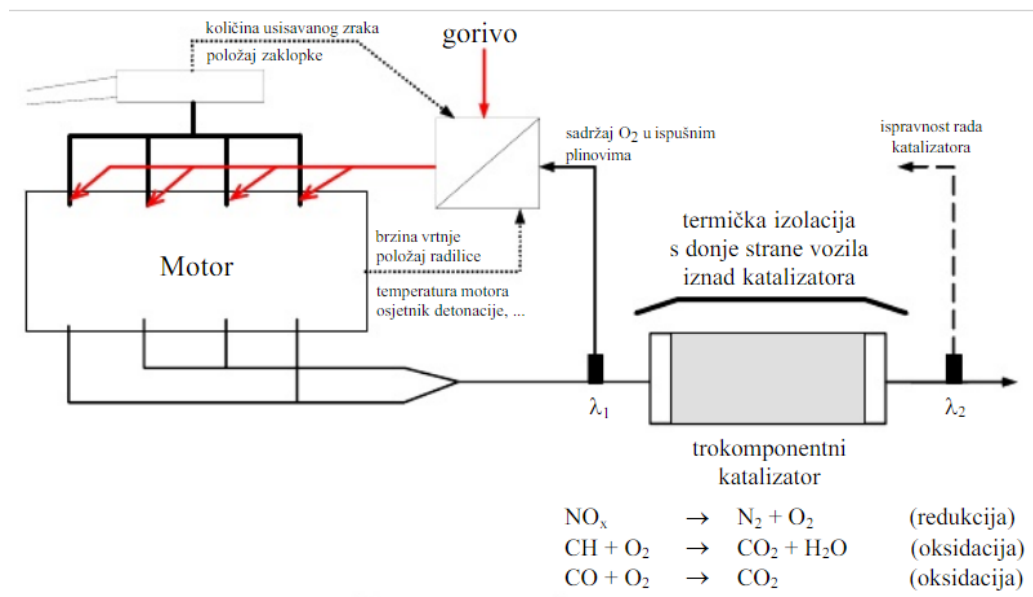 količina usisavanog zraka
položaj zaklopke
gorivo
sadržaj O₂ u ispušnim
plinovima
ispravnost rada
katalizatora
termička izolacija
s donje strane vozila
iznad katalizatora
brzina vrtnje
položaj radilice
Motor
temperatura motora
osjetnik detonacije, ...
λ₁
λ₂
trokomponentni
katalizator
NOₓ → N₂ + O₂ (redukcija)
CH + O₂ → CO₂ + H₂O (oksidacija)
CO + O₂ → CO₂ (oksidacija)